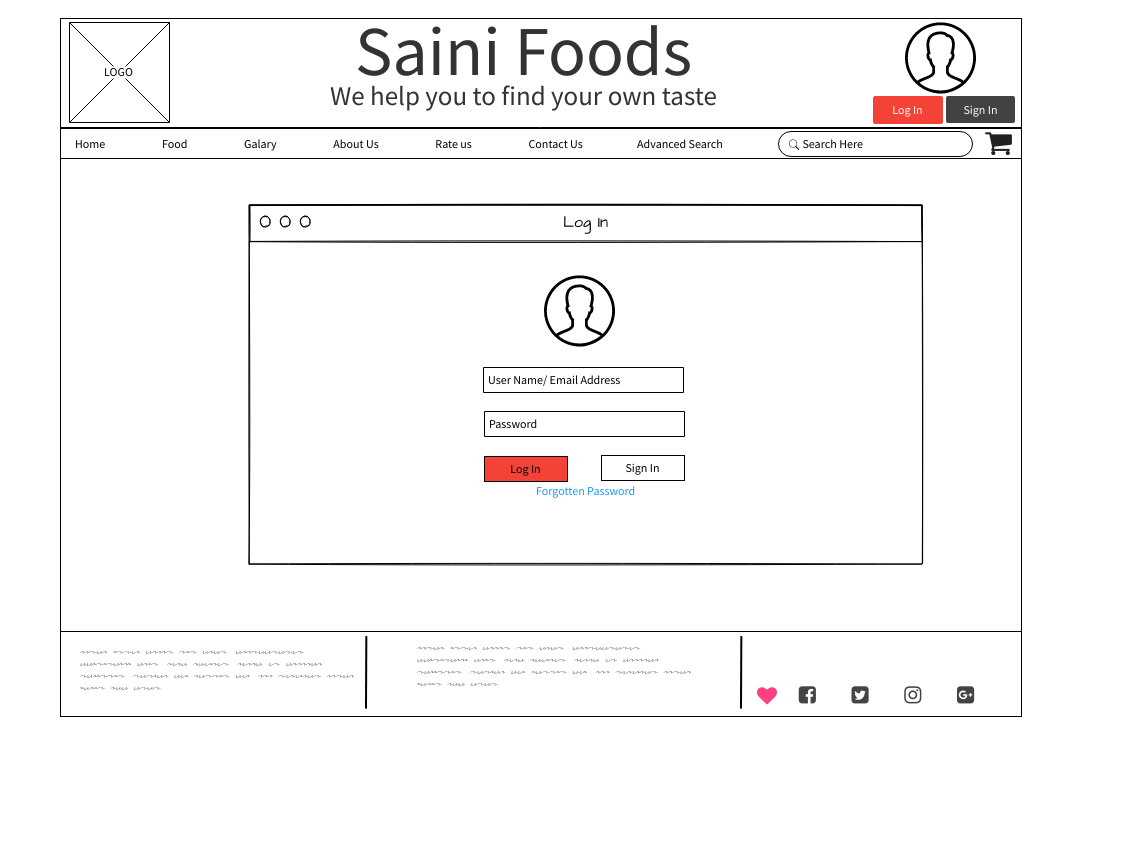 LOGO
Saini Foods
We help you to find your own taste
Log In
Sign In
Home
Food
Galary
About Us
Rate us
Contact Us
Advanced Search
Search Here
Log In
User Name/ Email Address
Password
Log In
Sign In
Forgotten Password